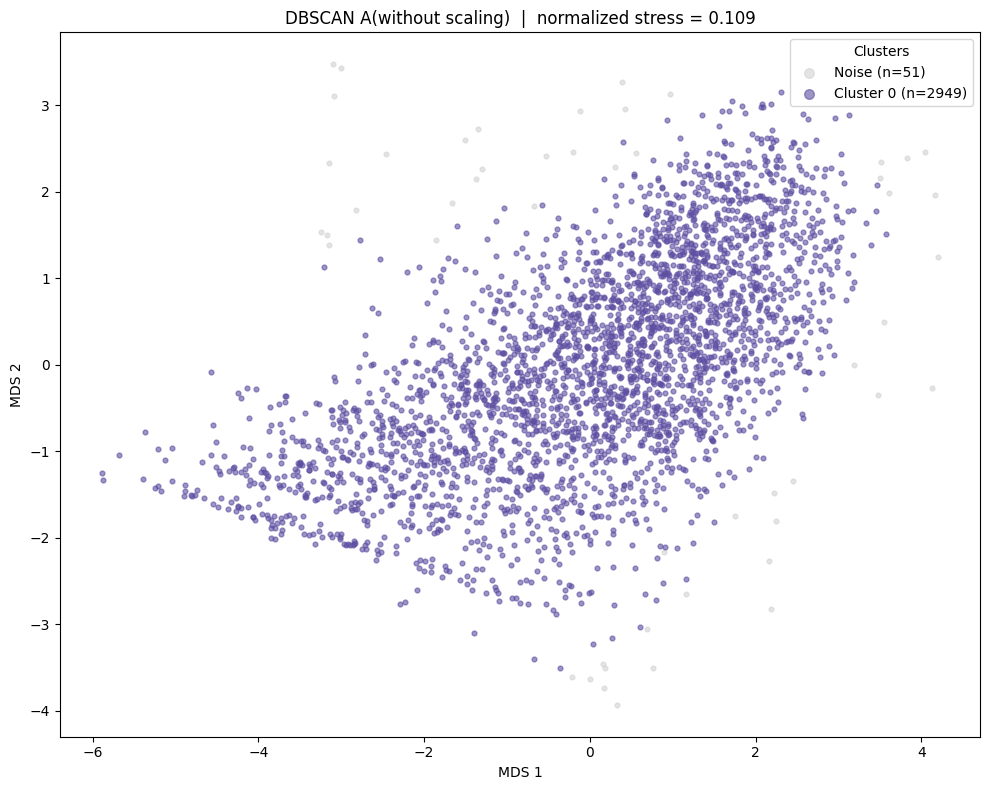 DBSCAN A(without scaling)  |  normalized stress = 0.109
Clusters
Noise (n=51)
Cluster 0 (n=2949)
MDS 2
3
2
1
0
−1
−2
−3
−4
−6
−4
−2
0
2
4
MDS 1